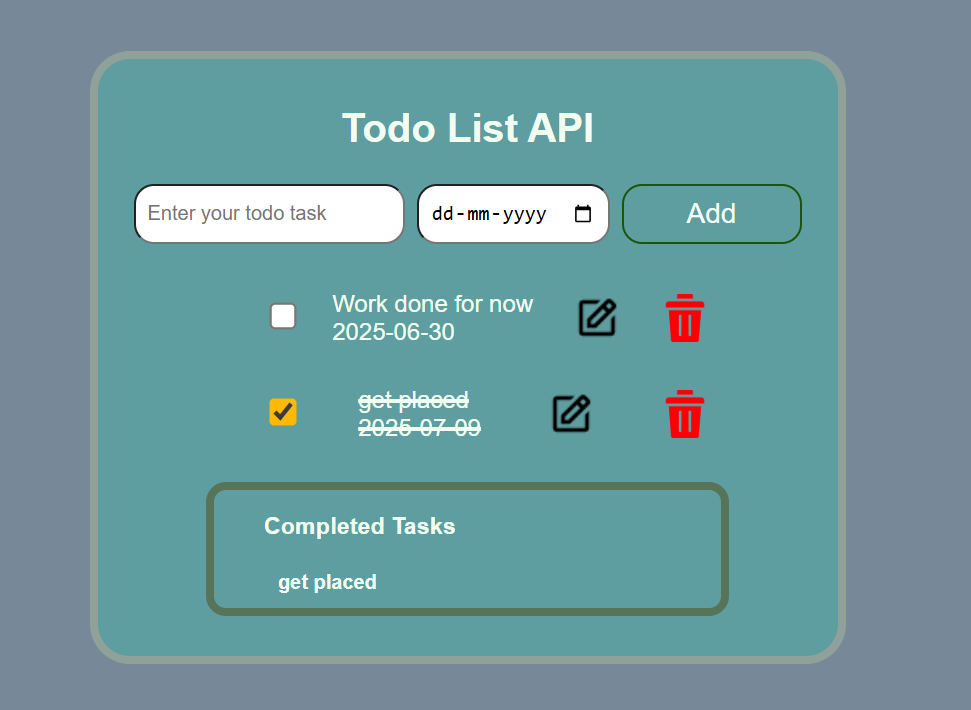 Todo List API
Enter your todo task
dd-mm-yyyy
Add
Work done for now
2025-06-30
get placed
2025-07-09
Completed Tasks
get placed